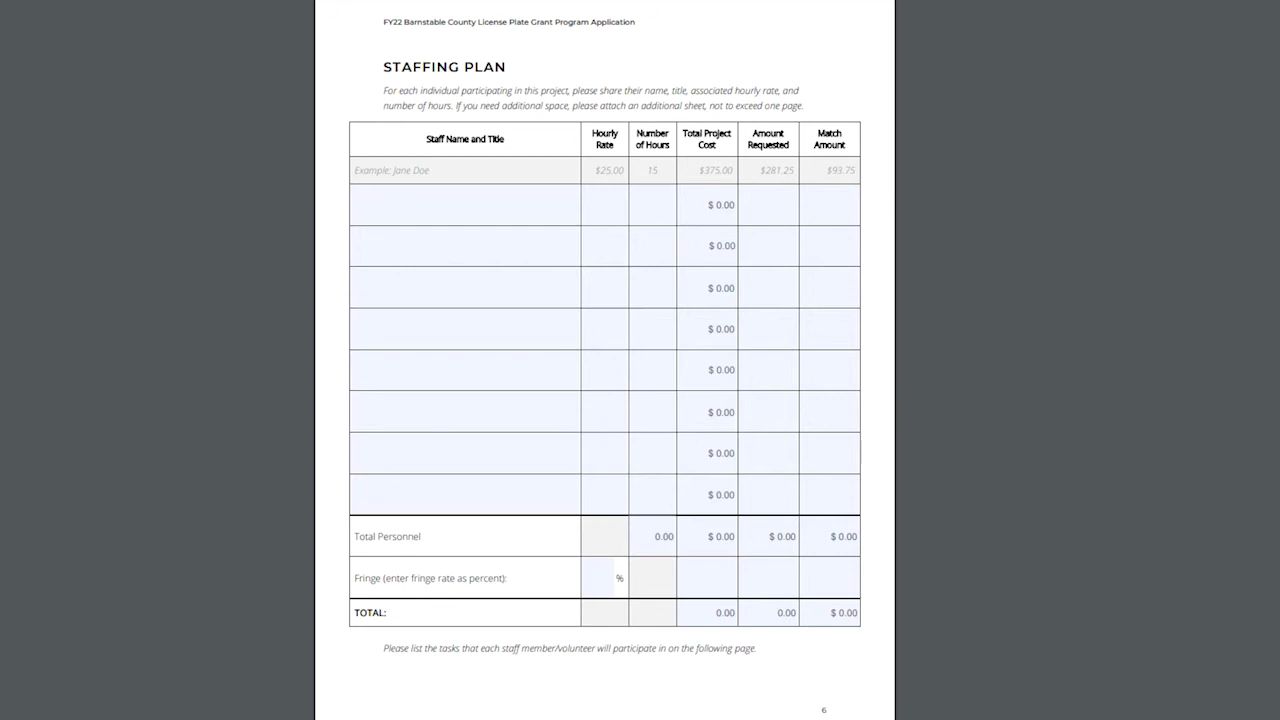 FY22 Barnstable County License Plate Grant Program Application
STAFFING PLAN
For each individual participating in this project, please share their name, title, associated hourly rate, and
number of hours. If you need additional space, please attach an additional sheet, not to exceed one page.
Staff Name and Title Hourly Rate Number of Hours Total Project Cost Amount Requested Match Amount
Example: Jane Doe $25.00 15 $375.00 $281.25 $93.75
$ 0.00
$ 0.00
$ 0.00
$ 0.00
$ 0.00
$ 0.00
$ 0.00
$ 0.00
Total Personnel 0.00 $ 0.00 $ 0.00 $ 0.00
Fringe (enter fringe rate as percent): %
TOTAL: 0.00 0.00 $ 0.00
Please list the tasks that each staff member/volunteer will participate in on the following page.
6